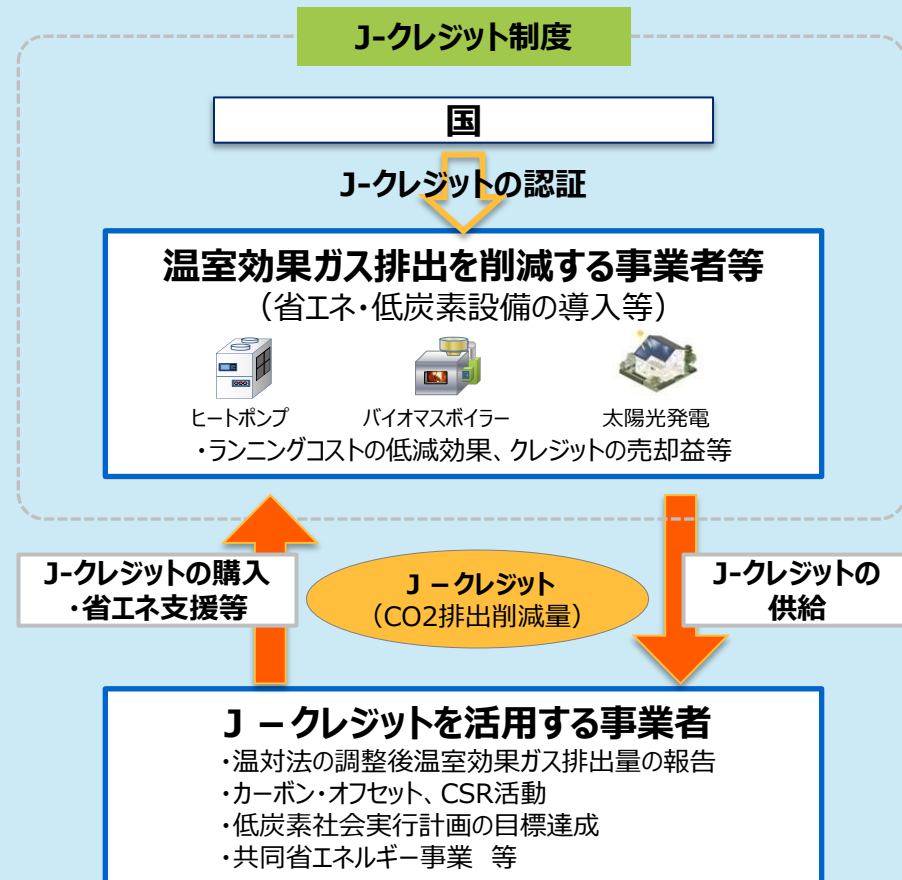 J-クレジット制度
国
J-クレジットの認証
温室効果ガス排出を削減する事業者等
（省エネ・低炭素設備の導入等）
ヒートポンプ
バイオマスボイラー
太陽光発電
・ランニングコストの低減効果、クレジットの売却益等
J-クレジットの購入
・省エネ支援等
Ｊ－クレジット
（CO2排出削減量）
J-クレジットの
供給
Ｊ－クレジットを活用する事業者
・温対法の調整後温室効果ガス排出量の報告
・カーボン・オフセット、CSR活動
・低炭素社会実行計画の目標達成
・共同省エネルギー事業　等